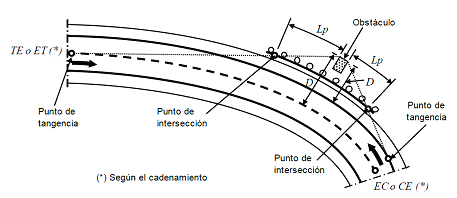 Lp
Obstáculo
TE o ET (*)
Lp
D
D
Punto de
tangencia
Punto de
intersección
Punto de
tangencia
Punto de
intersección
(*) Según el cadenamiento
EC o CE (*)